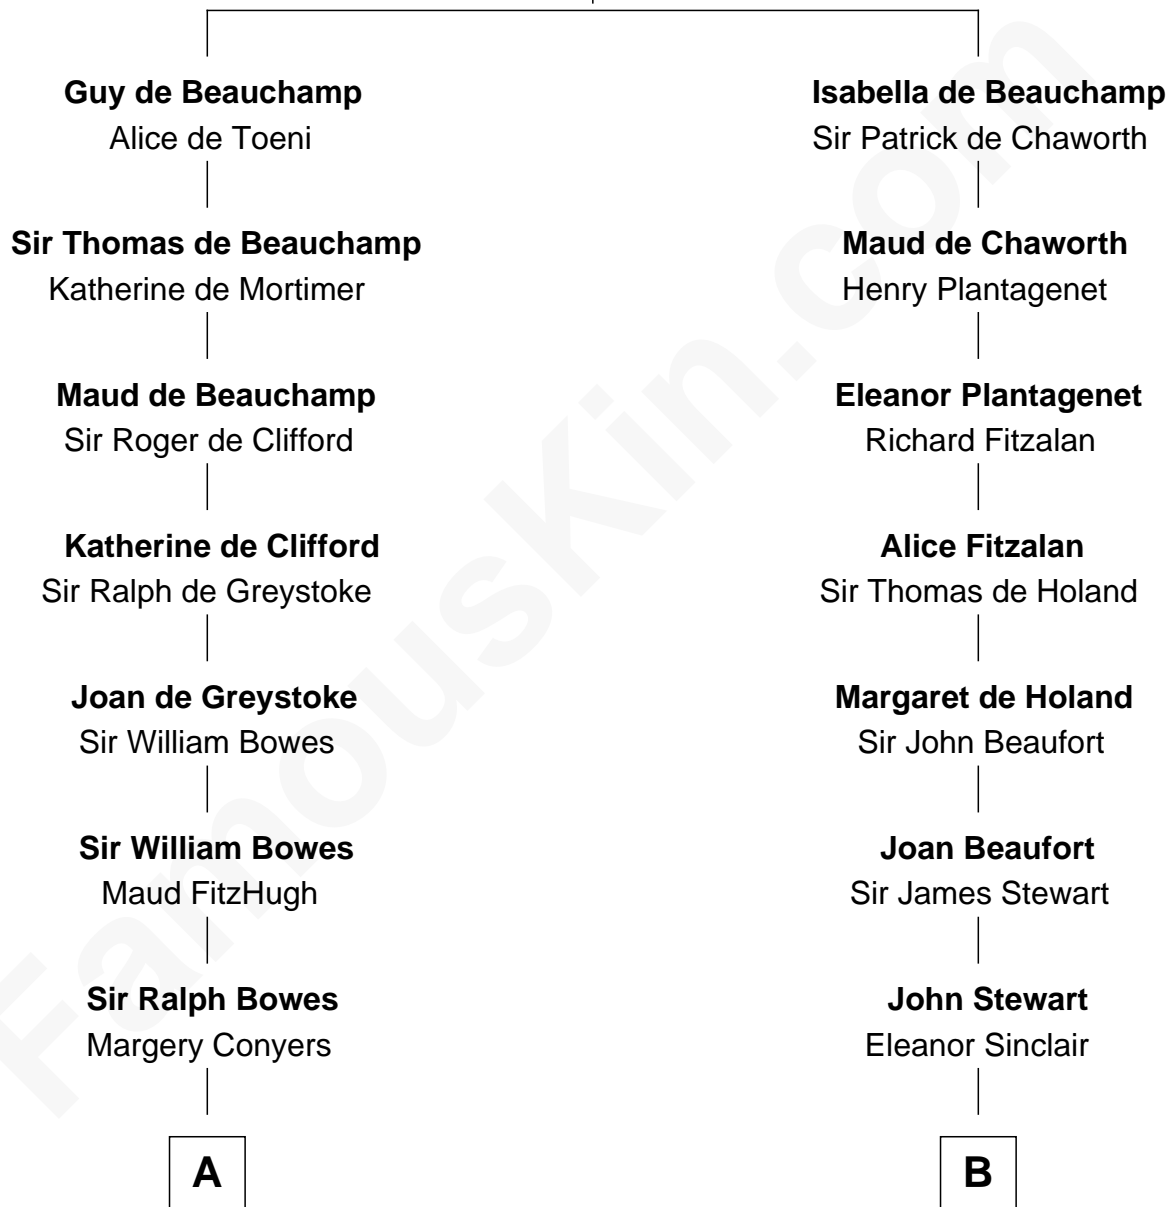 Guy de Beauchamp
Alice de Toeni
Sir Thomas de Beauchamp
Katherine de Mortimer
Maud de Beauchamp
Sir Roger de Clifford
Katherine de Clifford
Sir Ralph de Greystoke
Joan de Greystoke
Sir William Bowes
Sir William Bowes
Maud FitzHugh
Sir Ralph Bowes
Margery Conyers
A
Isabella de Beauchamp
Sir Patrick de Chaworth
Maud de Chaworth
Henry Plantagenet
Eleanor Plantagenet
Richard Fitzalan
Alice Fitzalan
Sir Thomas de Holand
Margaret de Holand
Sir John Beaufort
Joan Beaufort
Sir James Stewart
John Stewart
Eleanor Sinclair
B
FamousKin.com